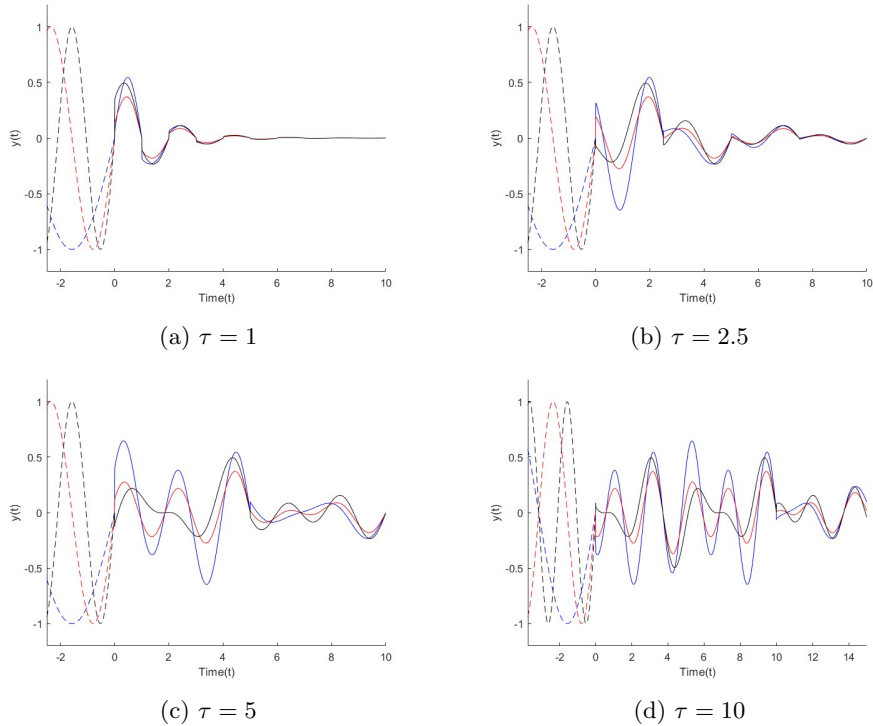 1
0.5
0
-0.5
-1
y(t)
-2 0 2 4 6 8 10
Time(t)
(a) τ = 1
1
0.5
0
-0.5
-1
y(t)
-2 0 2 4 6 8 10
Time(t)
(b) τ = 2.5
1
0.5
0
-0.5
-1
y(t)
-2 0 2 4 6 8 10
Time(t)
(c) τ = 5
1
0.5
0
-0.5
-1
y(t)
-2 0 2 4 6 8 10 12 14
Time(t)
(d) τ = 10